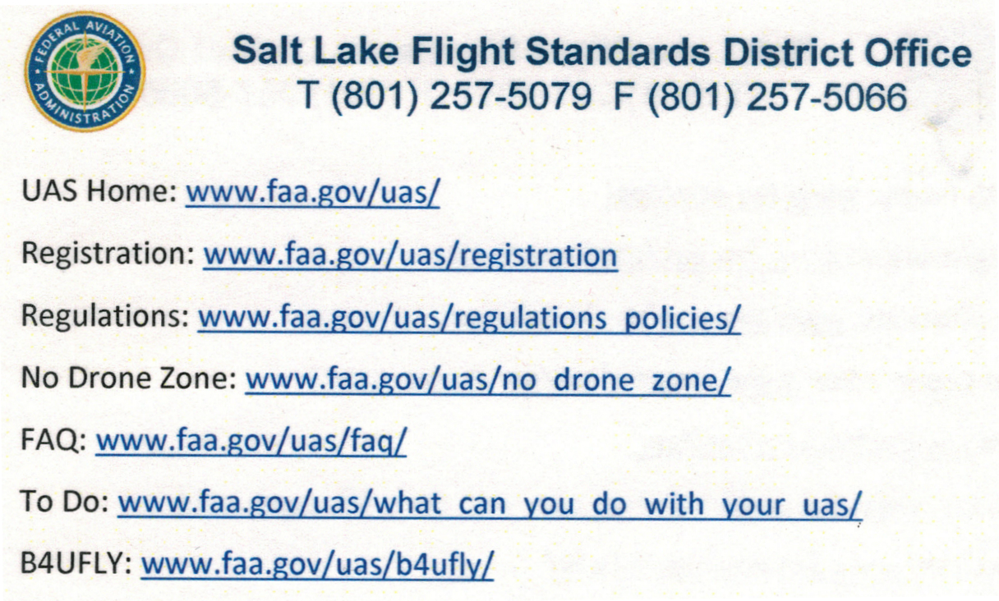 FEDERAL AVIATION
ADMINISTRATION
Salt Lake Flight Standards District Office
T (801) 257-5079 F (801) 257-5066
UAS Home: www.faa.gov/uas/
Registration: www.faa.gov/uas/registration
Regulations: www.faa.gov/uas/regulations_policies/
No Drone Zone: www.faa.gov/uas/no_drone_zone/
FAQ: www.faa.gov/uas/faq/
To Do: www.faa.gov/uas/what_can_you_do_with_your_uas/
B4UFLY: www.faa.gov/uas/b4ufly/